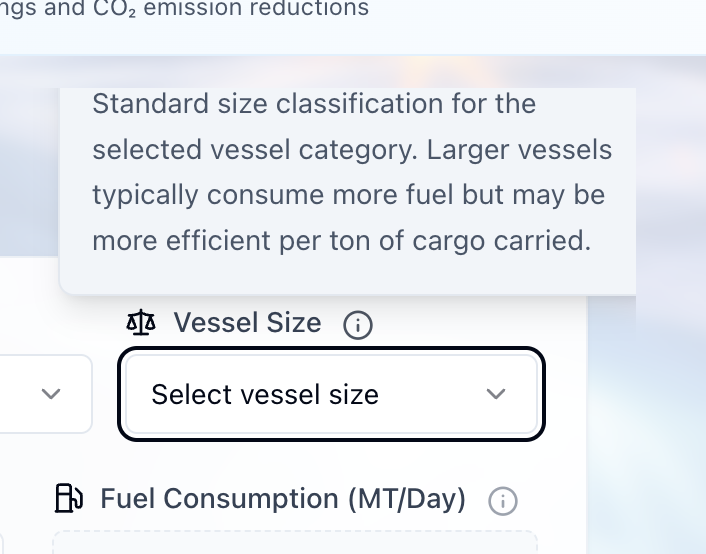 ngs and CO₂ emission reductions
Standard size classification for the
selected vessel category. Larger vessels
typically consume more fuel but may be
more efficient per ton of cargo carried.
Vessel Size
Select vessel size
Fuel Consumption (MT/Day)